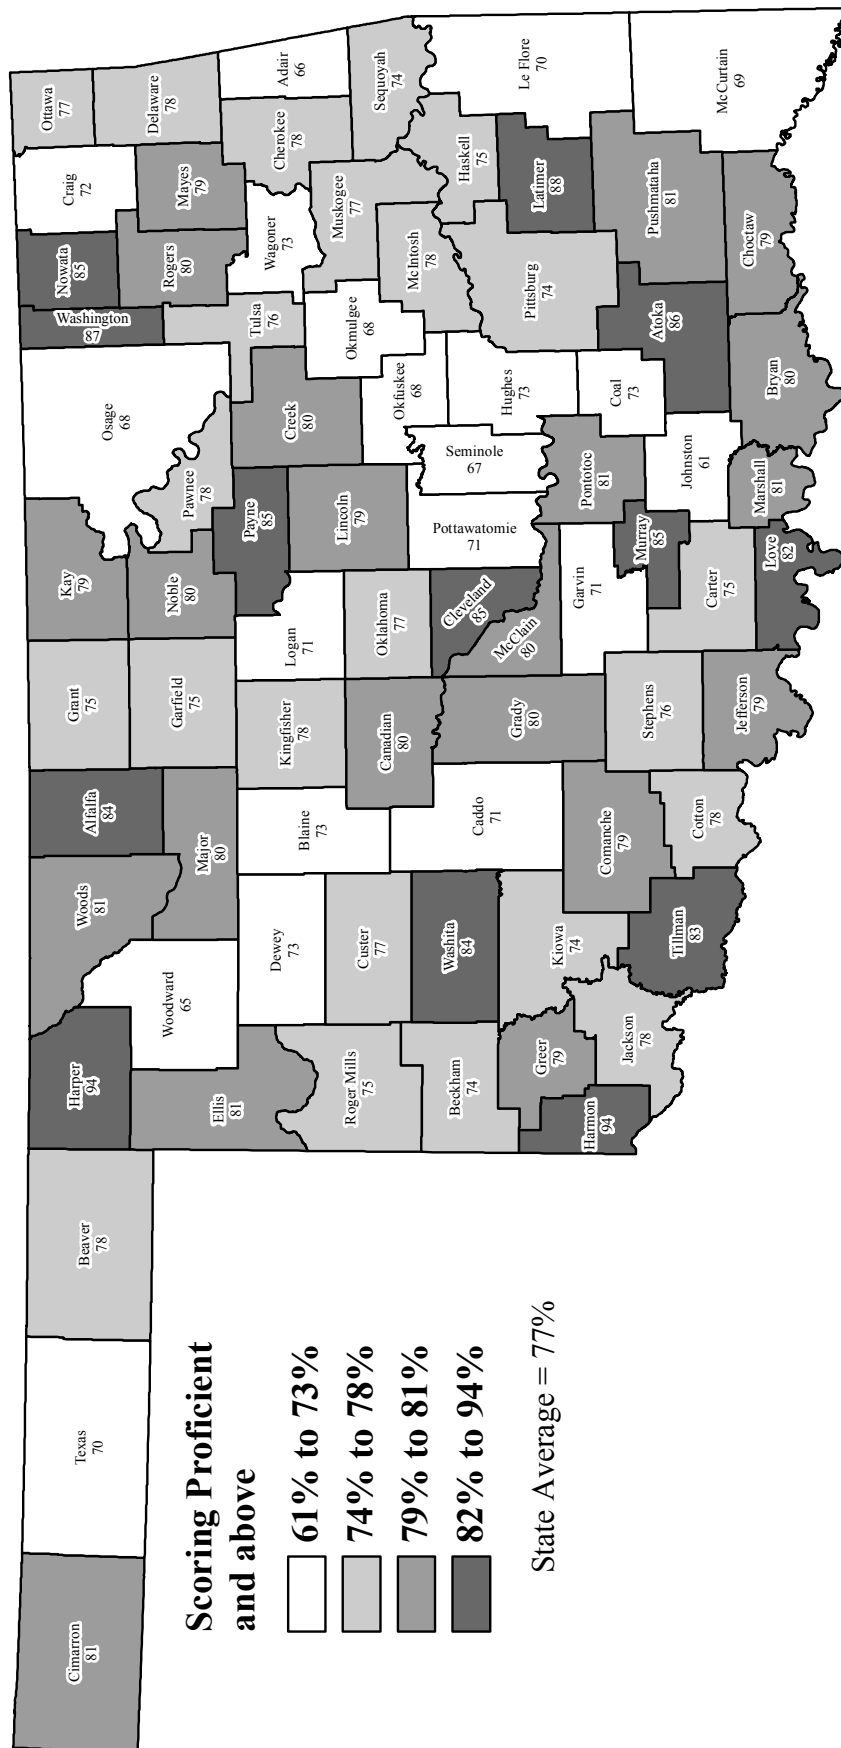 Cimarron
81
Texas
70
Beaver
78
Harper
94
Woods
81
Alfalfa
84
Grant
75
Kay
79
Osage
68
Washington
87
Nowata
85
Craig
72
Ottawa
77
Delaware
78
Mayes
79
Rogers
80
Ellis
81
Woodward
65
Major
80
Garfield
75
Noble
80
Pawnee
78
Payne
85
Creek
80
Tulsa
76
Wagoner
73
Cherokee
78
Adair
66
Roger Mills
75
Dewey
73
Blaine
73
Kingfisher
78
Logan
71
Lincoln
79
Okfuskee
68
Okmulgee
68
Muskogee
77
Sequoyah
74
Beckham
74
Custer
77
Canadian
80
Oklahoma
77
Pottawatomie
71
Seminole
67
Hughes
73
McIntosh
78
Haskell
75
Le Flore
70
Washita
84
Caddo
71
Grady
80
Cleveland
85
McClain
80
Pittsburg
74
Latimer
88
Greer
79
Kiowa
74
Harmon
94
Jackson
78
Comanche
79
Stephens
76
Garvin
71
Pontotoc
81
Coal
73
Atoka
86
Pushmataha
81
McCurtain
69
Tillman
83
Cotton
78
Jefferson
79
Carter
75
Murray
85
Johnston
61
Love
82
Marshall
81
Bryan
80
Choctaw
79
Scoring Proficient
and above
61% to 73%
74% to 78%
79% to 81%
82% to 94%
State Average = 77%